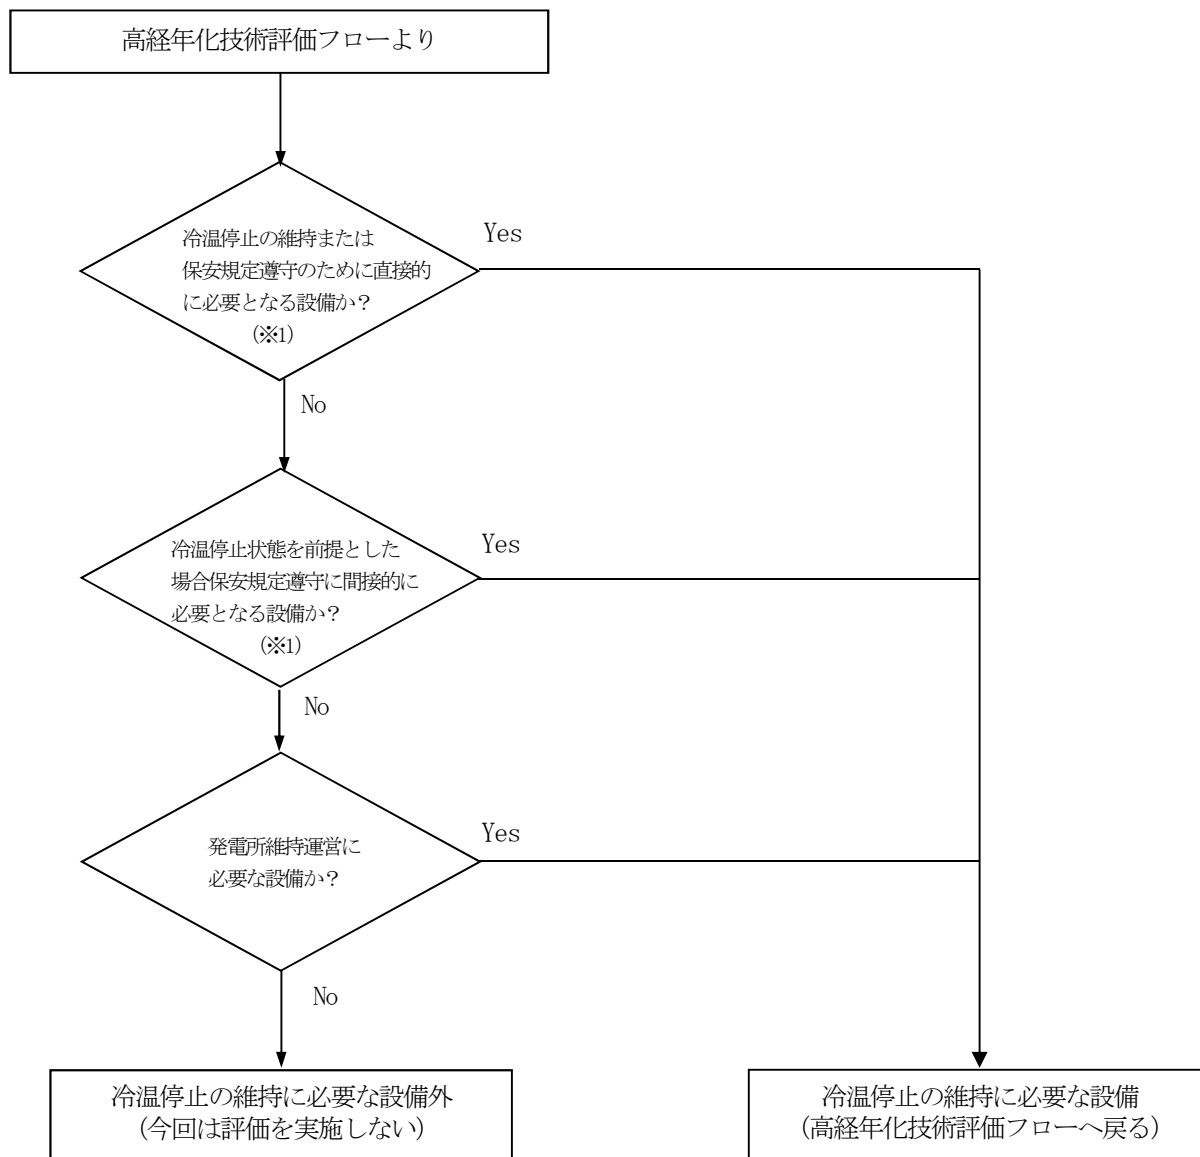 高経年化技術評価フローより
冷温停止の維持または
保安規定遵守のために直接的
に必要となる設備か？
(※1)
Yes
No
冷温停止状態を前提とした
場合保安規定遵守に間接的に
必要となる設備か？
(※1)
Yes
No
発電所維持運営に
必要な設備か？
Yes
No
冷温停止の維持に必要な設備外
（今回は評価を実施しない）
冷温停止の維持に必要な設備
（高経年化技術評価フローへ戻る）